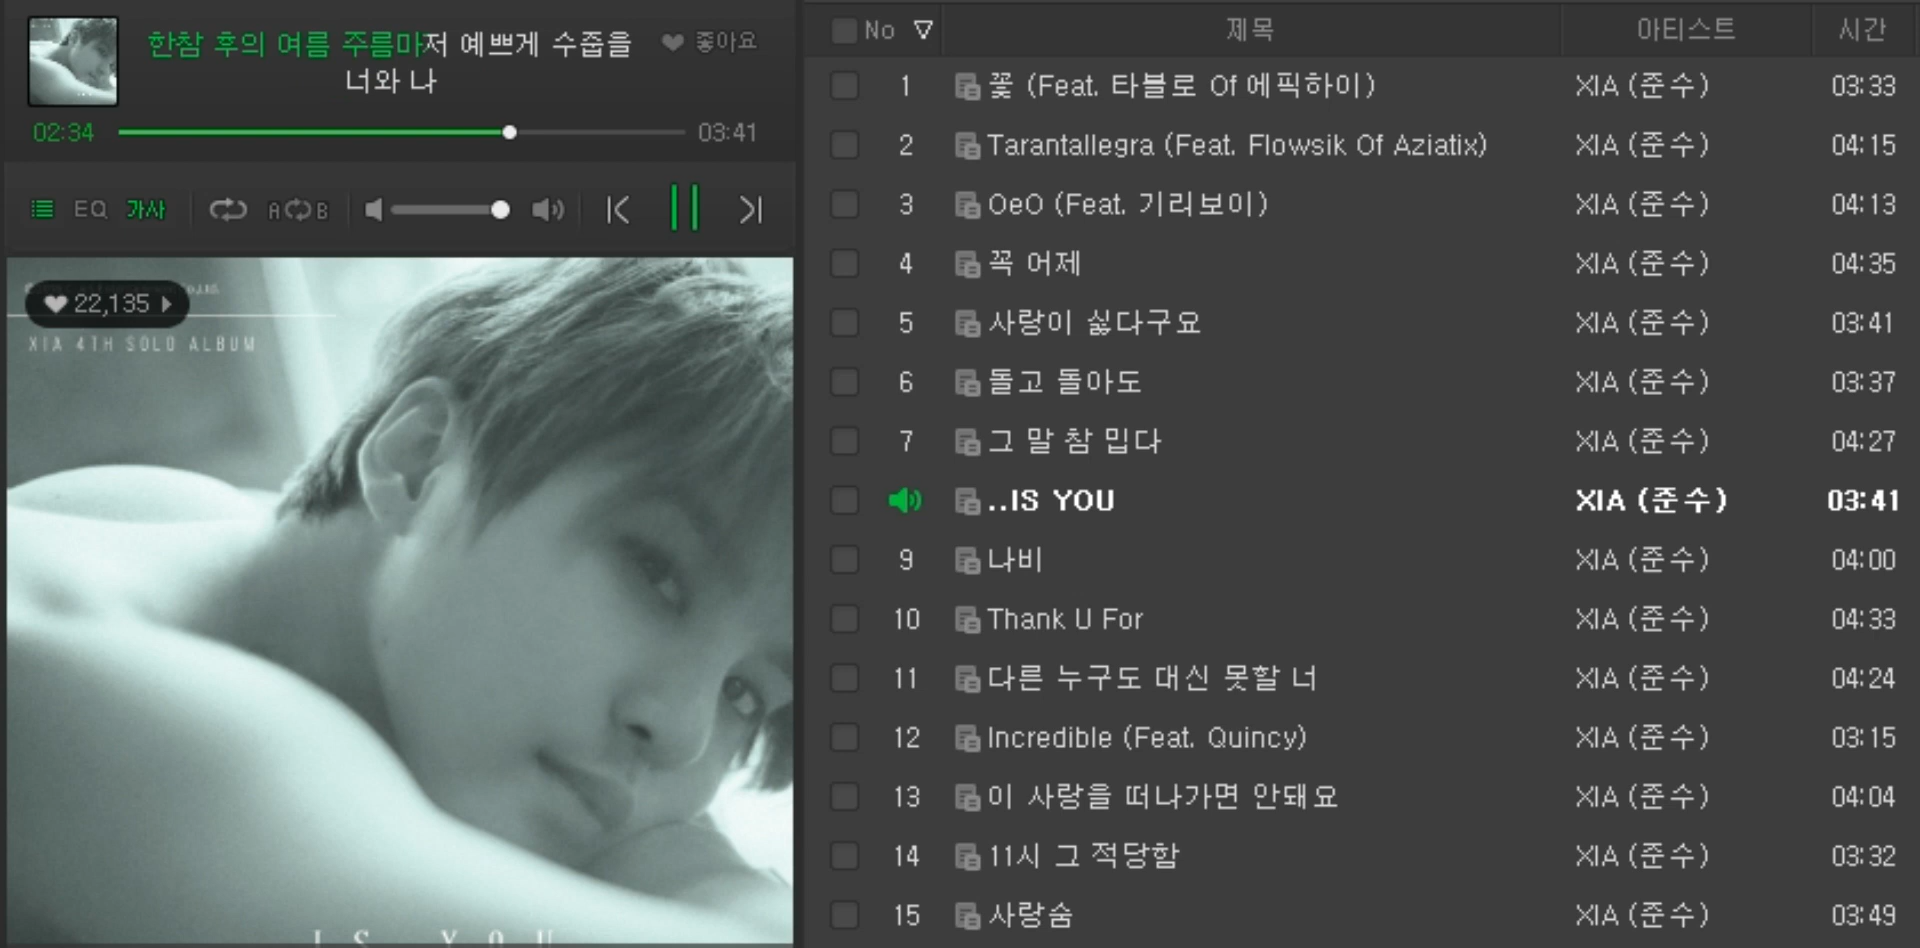 한참 후의 여름 주름마저 예쁘게 수줍을
너와 나
좋아요
02:34
03:41
EQ 가사
A B
22,135
XIA 4TH SOLO ALBUM
IS YOU
No 제목 아티스트 시간
1 꽃 (Feat. 타블로 Of 에픽하이) XIA (준수) 03:33
2 Tarantallegra (Feat. Flowsik Of Aziatix) XIA (준수) 04:15
3 OeO (Feat. 기리보이) XIA (준수) 04:13
4 꼭 어제 XIA (준수) 04:35
5 사랑이 싫다구요 XIA (준수) 03:41
6 돌고 돌아도 XIA (준수) 03:37
7 그 말 참 밉다 XIA (준수) 04:27
..IS YOU XIA (준수) 03:41
9 나비 XIA (준수) 04:00
10 Thank U For XIA (준수) 04:33
11 다른 누구도 대신 못할 너 XIA (준수) 04:24
12 Incredible (Feat. Quincy) XIA (준수) 03:15
13 이 사랑을 떠나가면 안돼요 XIA (준수) 04:04
14 11시 그 적당함 XIA (준수) 03:32
15 사랑숨 XIA (준수) 03:49